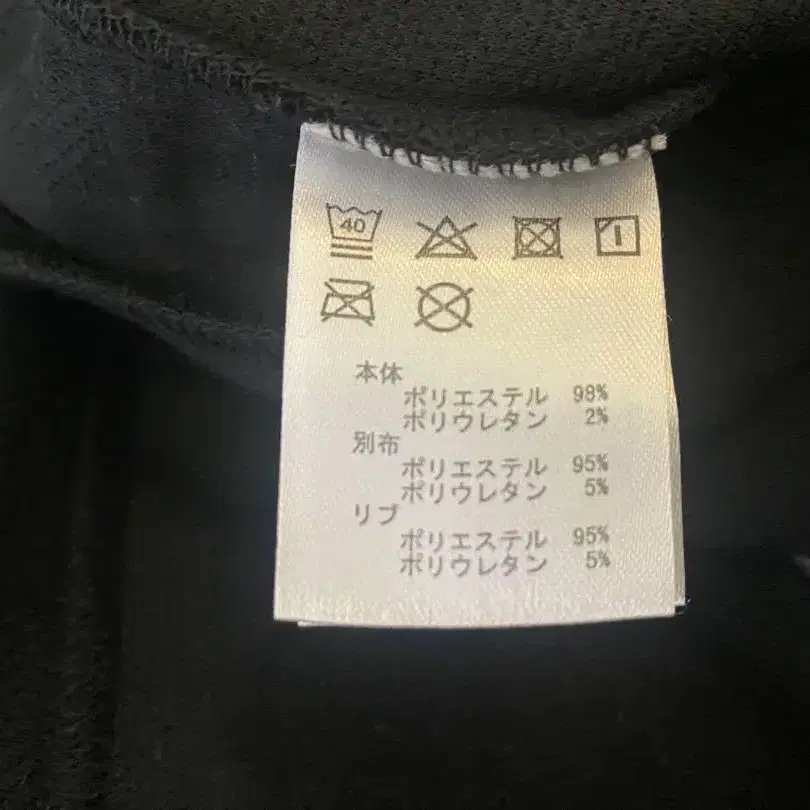 40
本体
ポリエステル 98%
ポリウレタン 2%
別布
ポリエステル 95%
ポリウレタン 5%
リブ
ポリエステル 95%
ポリウレタン 5%